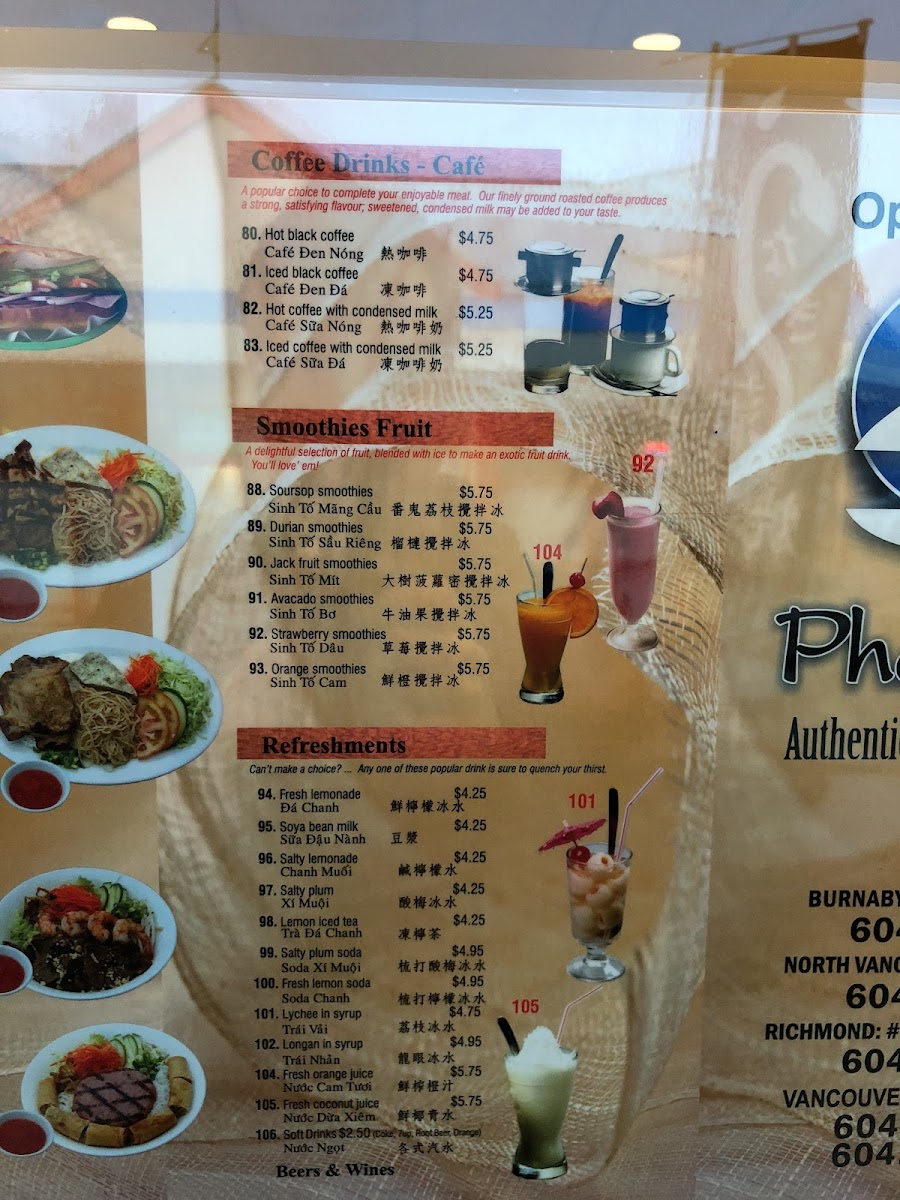 Coffee Drinks - Café
A popular choice to complete your enjoyable meat. Our finely ground roasted coffee produces
a strong, satisfying flavour; sweetened, condensed milk may be added to your taste.
80. Hot black coffee $4.75
Café Đen Nóng 熱咖啡
81. Iced black coffee $4.75
Café Đen Đá 凍咖啡
82. Hot coffee with condensed milk $5.25
Café Sữa Nóng 熱咖啡奶
83. Iced coffee with condensed milk $5.25
Café Sữa Đá 凍咖啡奶
Smoothies Fruit
A delightful selection of fruit, blended with ice to make an exotic fruit drink.
You'll love' em!
92
88. Soursop smoothies $5.75
Sinh Tố Mãng Cầu 番鬼荔枝攪拌冰
89. Durian smoothies $5.75
Sinh Tố Sầu Riêng 榴槤攪拌冰
104
90. Jack fruit smoothies $5.75
Sinh Tố Mít 大樹菠蘿密攪拌冰
91. Avacado smoothies $5.75
Sinh Tố Bơ 牛油果攪拌冰
92. Strawberry smoothies $5.75
Sinh Tố Dâu 草莓攪拌冰
93. Orange smoothies $5.75
Sinh Tố Cam 鮮橙攪拌冰
Refreshments
Can't make a choice? ... Any one of these popular drink is sure to quench your thirst.
94. Fresh lemonade $4.25
Đá Chanh 鮮檸檬冰水
101
95. Soya bean milk $4.25
Sữa Đậu Nành 豆漿
96. Salty lemonade $4.25
Chanh Muối 鹹檸檬水
97. Salty plum $4.25
Xí Muội 酸梅冰水
98. Lemon iced tea $4.25
Trà Đá Chanh 凍檸茶
99. Salty plum soda $4.95
Soda Xí Muội 梳打酸梅冰水
100. Fresh lemon soda $4.95
Soda Chanh 梳打檸檬冰水
105
101. Lychee in syrup $4.75
Trái Vải 荔枝冰水
102. Longan in syrup $4.95
Trái Nhãn 龍眼冰水
104. Fresh orange juice $5.75
Nước Cam Tươi 鮮榨橙汁
105. Fresh coconut juice $5.75
Nước Dừa Xiêm 鮮椰青水
106. Soft Drinks $2.50 (Coke, 7up, Root Beer, Orange)
Nước Ngọt 各式汽水
Beers & Wines
Op
Pho
Authentic
BURNABY
604
NORTH VANC
604
RICHMOND: #
604
VANCOUVE
604
604